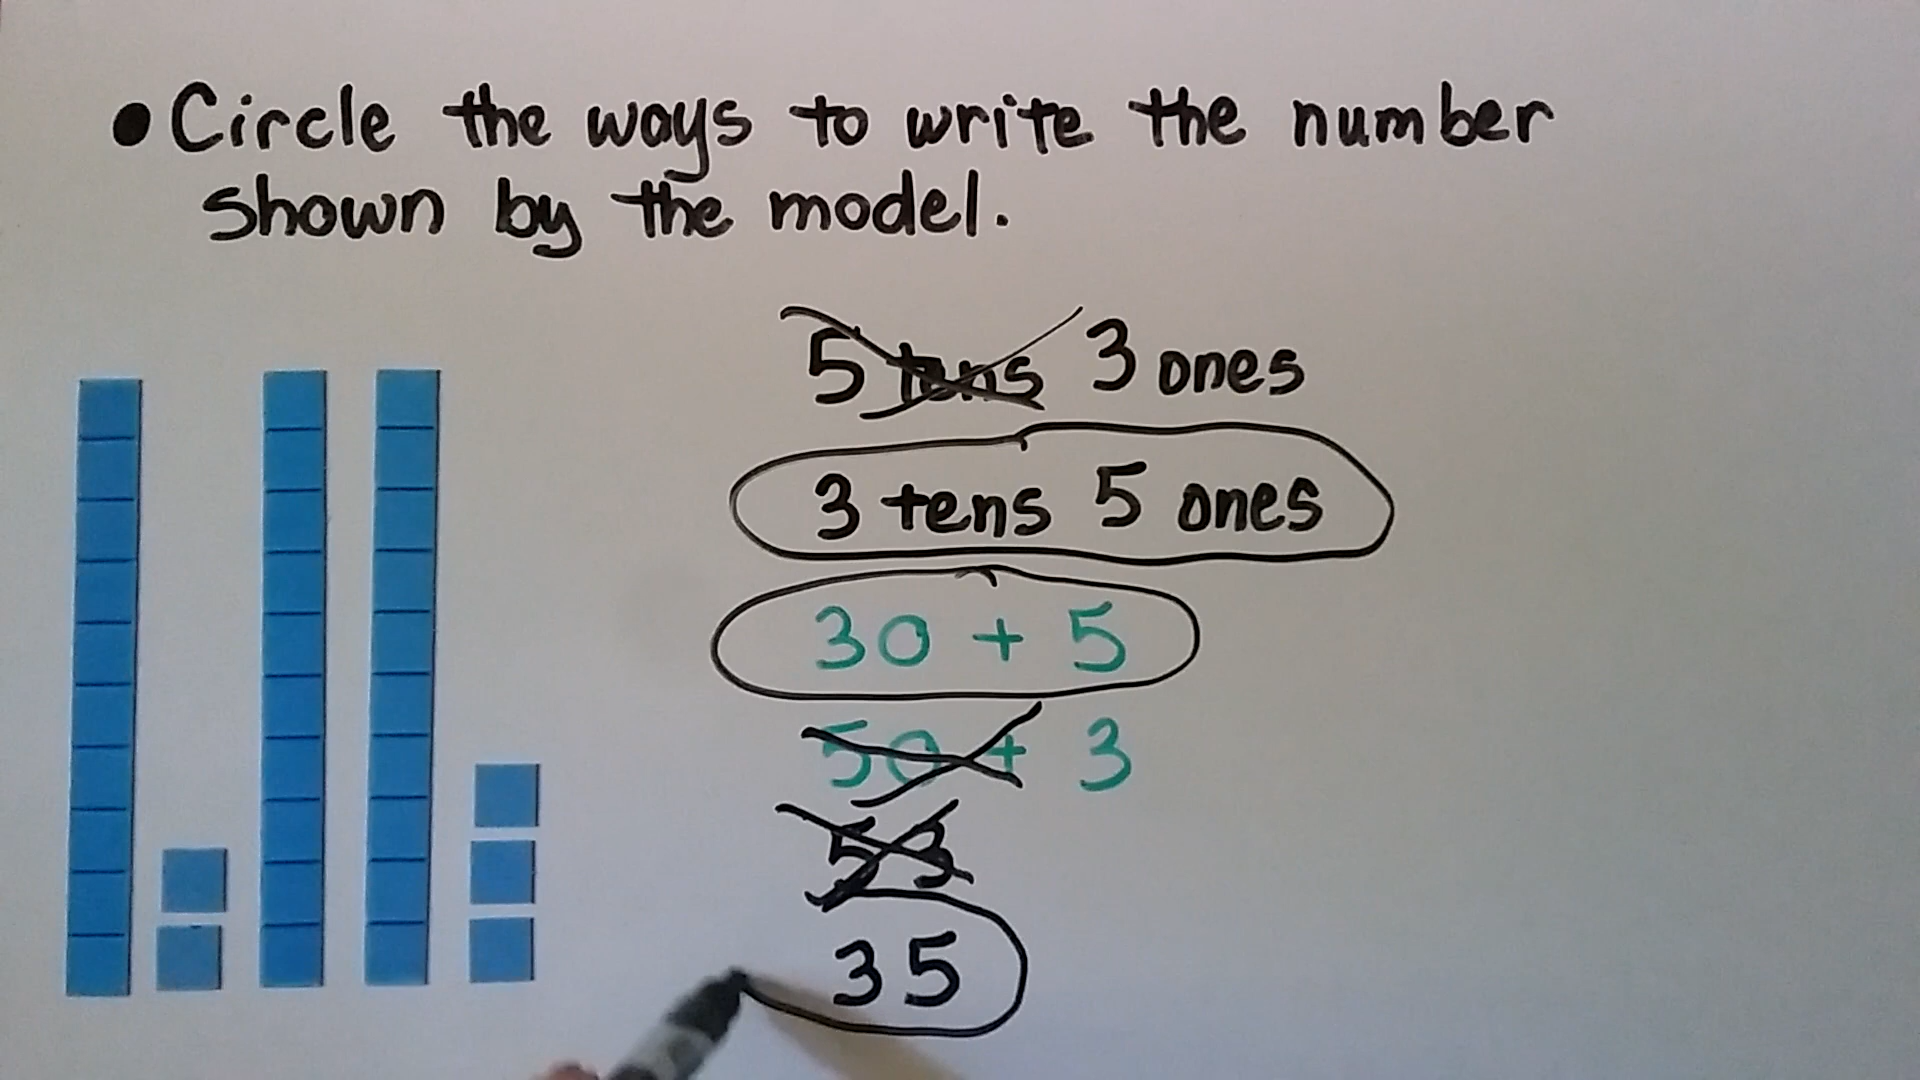 • Circle the ways to write the number
shown by the model.
5 tens 3 ones
3 tens 5 ones
30 + 5
50 + 3
53
35